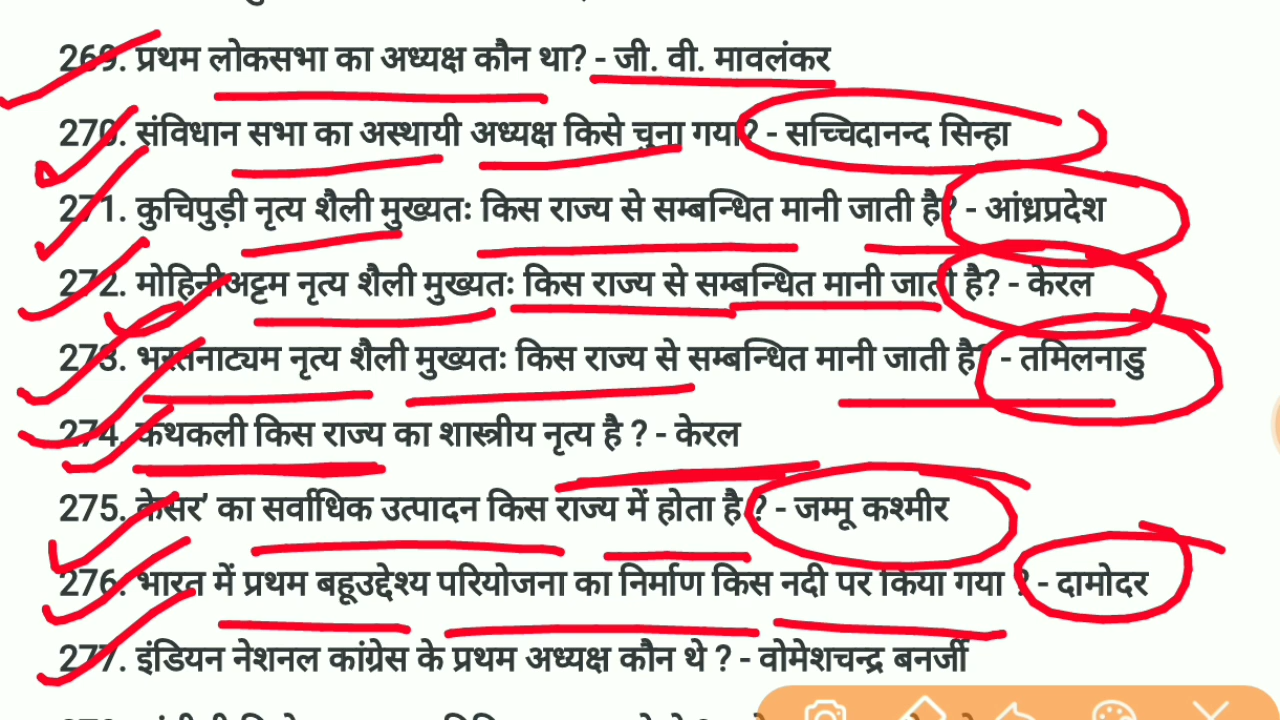 269. प्रथम लोकसभा का अध्यक्ष कौन था? - जी. वी. मावलंकर
270. संविधान सभा का अस्थायी अध्यक्ष किसे चुना गया? - सच्चिदानन्द सिन्हा
271. कुचिपुड़ी नृत्य शैली मुख्यतः किस राज्य से सम्बन्धित मानी जाती है? - आंध्रप्रदेश
272. मोहिनीअट्टम नृत्य शैली मुख्यतः किस राज्य से सम्बन्धित मानी जाती है? - केरल
273. भरतनाट्यम नृत्य शैली मुख्यतः किस राज्य से सम्बन्धित मानी जाती है? - तमिलनाडु
274. कथकली किस राज्य का शास्त्रीय नृत्य है ? - केरल
275. केसर' का सर्वाधिक उत्पादन किस राज्य में होता है ? - जम्मू कश्मीर
276. भारत में प्रथम बहूउद्देश्य परियोजना का निर्माण किस नदी पर किया गया ? - दामोदर
277. इंडियन नेशनल कांग्रेस के प्रथम अध्यक्ष कौन थे ? - वोमेशचन्द्र बनर्जी